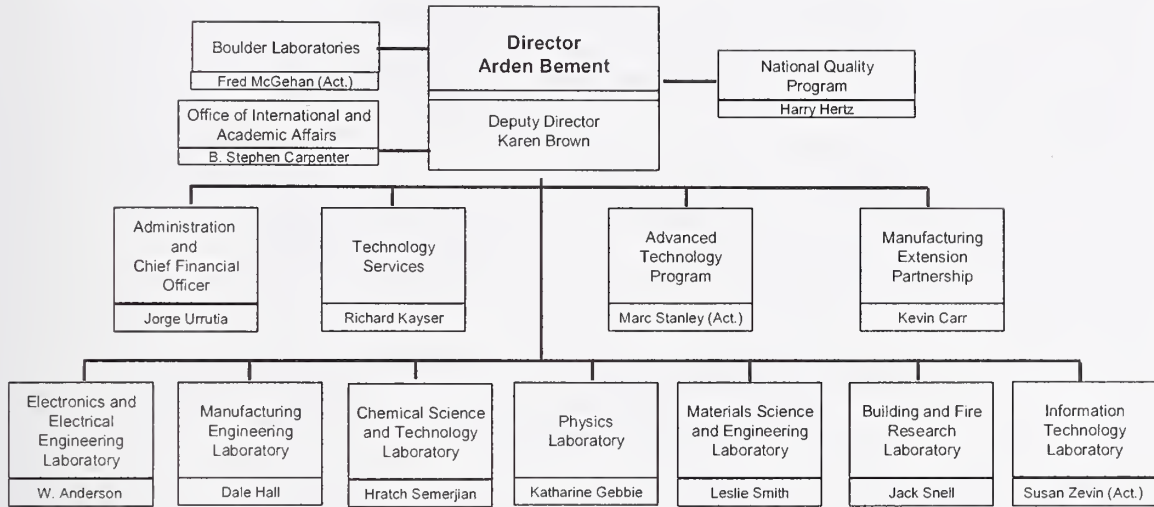 Boulder Laboratories
Fred McGehan (Act.)
Office of International and
Academic Affairs
B. Stephen Carpenter
Director
Arden Bement
Deputy Director
Karen Brown
National Quality
Program
Harry Hertz
Administration
and
Chief Financial
Officer
Jorge Urrutia
Technology
Services
Richard Kayser
Advanced
Technology
Program
Marc Stanley (Act.)
Manufacturing
Extension
Partnership
Kevin Carr
Electronics and
Electrical
Engineering
Laboratory
W. Anderson
Manufacturing
Engineering
Laboratory
Dale Hall
Chemical Science
and Technology
Laboratory
Hratch Semerjian
Physics
Laboratory
Katharine Gebbie
Materials Science
and Engineering
Laboratory
Leslie Smith
Building and Fire
Research
Laboratory
Jack Snell
Information
Technology
Laboratory
Susan Zevin (Act.)